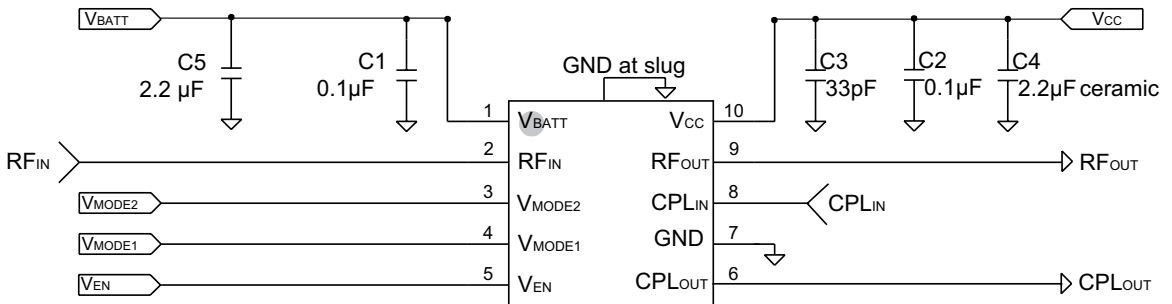 VBATT
VCC
C5
2.2 µF
C1
0.1µF
GND at slug
C3
33pF
C2
0.1µF
C4
2.2µF ceramic
1
VBATT
VCC
10
RFIN
2
RFIN
RFOUT
9
RFOUT
VMODE2
3
VMODE2
CPLIN
8
CPLIN
VMODE1
4
VMODE1
GND
7
VEN
5
VEN
CPLOUT
6
CPLOUT